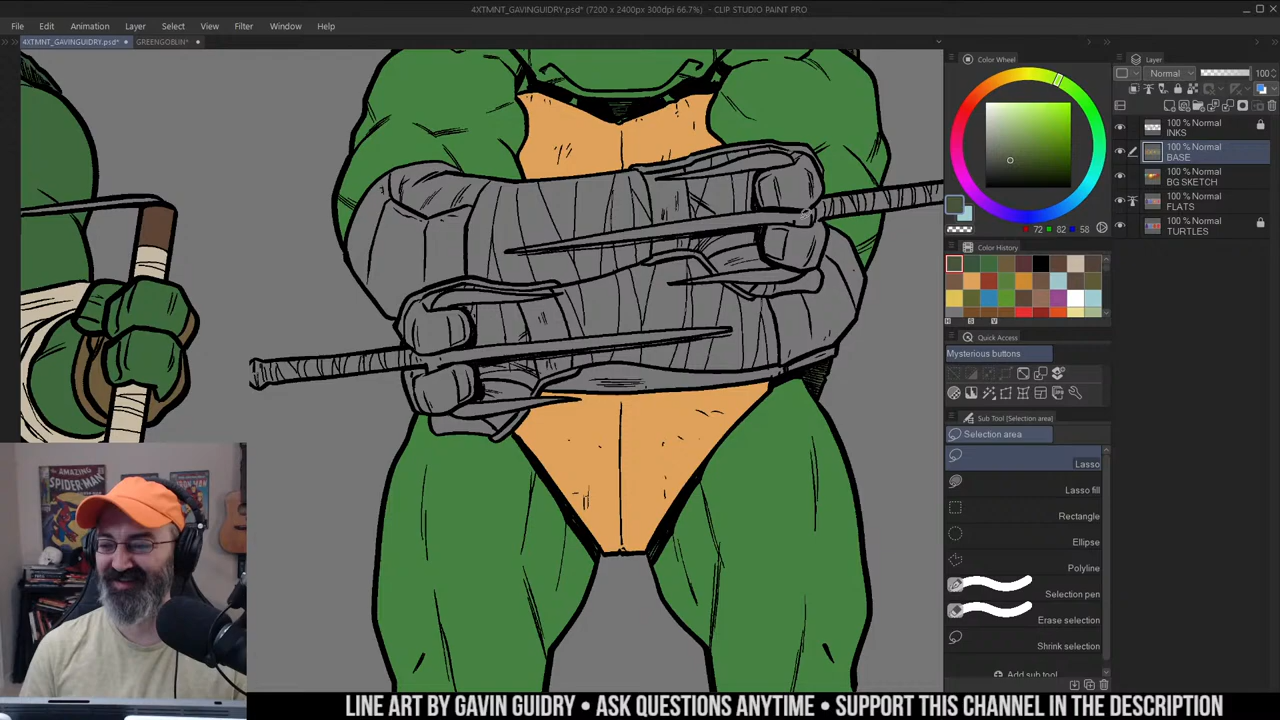 4XTMNT_GAVINGUIDRY.psd* (7200 x 2400px 300dpi 66.7%) - CLIP STUDIO PAINT PRO
File Edit Animation Layer Select View Filter Window Help
4XTMNT_GAVINGUIDRY.psd* GREENGOBLIN*
Color Wheel
Layer
Normal 100
100 % Normal
INKS
100 % Normal
BASE
100 % Normal
BG SKETCH
100 % Normal
FLATS
100 % Normal
TURTLES
72 82 58
Color History
H S V
Quick Access
Mysterious buttons
Sub Tool [Selection area]
Selection area
Lasso
Lasso fill
Rectangle
Ellipse
Polyline
Selection pen
Erase selection
Shrink selection
Add sub tool
AMAZING
SPIDER-MAN
LINE ART BY GAVIN GUIDRY • ASK QUESTIONS ANYTIME • SUPPORT THIS CHANNEL IN THE DESCRIPTION